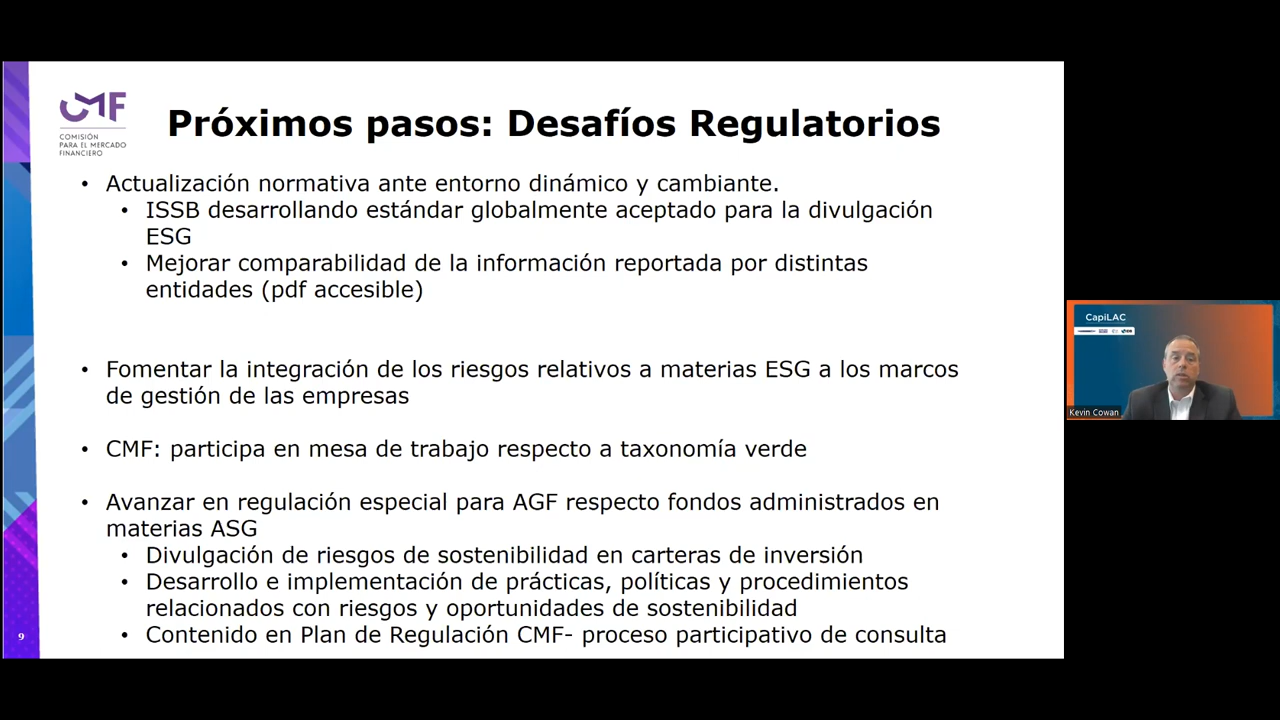 CMF
COMISIÓN
PARA EL MERCADO
FINANCIERO
Próximos pasos: Desafíos Regulatorios
• Actualización normativa ante entorno dinámico y cambiante.
• ISSB desarrollando estándar globalmente aceptado para la divulgación
ESG
• Mejorar comparabilidad de la información reportada por distintas
entidades (pdf accesible)
• Fomentar la integración de los riesgos relativos a materias ESG a los marcos
de gestión de las empresas
• CMF: participa en mesa de trabajo respecto a taxonomía verde
• Avanzar en regulación especial para AGF respecto fondos administrados en
materias ASG
• Divulgación de riesgos de sostenibilidad en carteras de inversión
• Desarrollo e implementación de prácticas, políticas y procedimientos
relacionados con riesgos y oportunidades de sostenibilidad
• Contenido en Plan de Regulación CMF- proceso participativo de consulta
9
CapiLAC
Kevin Cowan